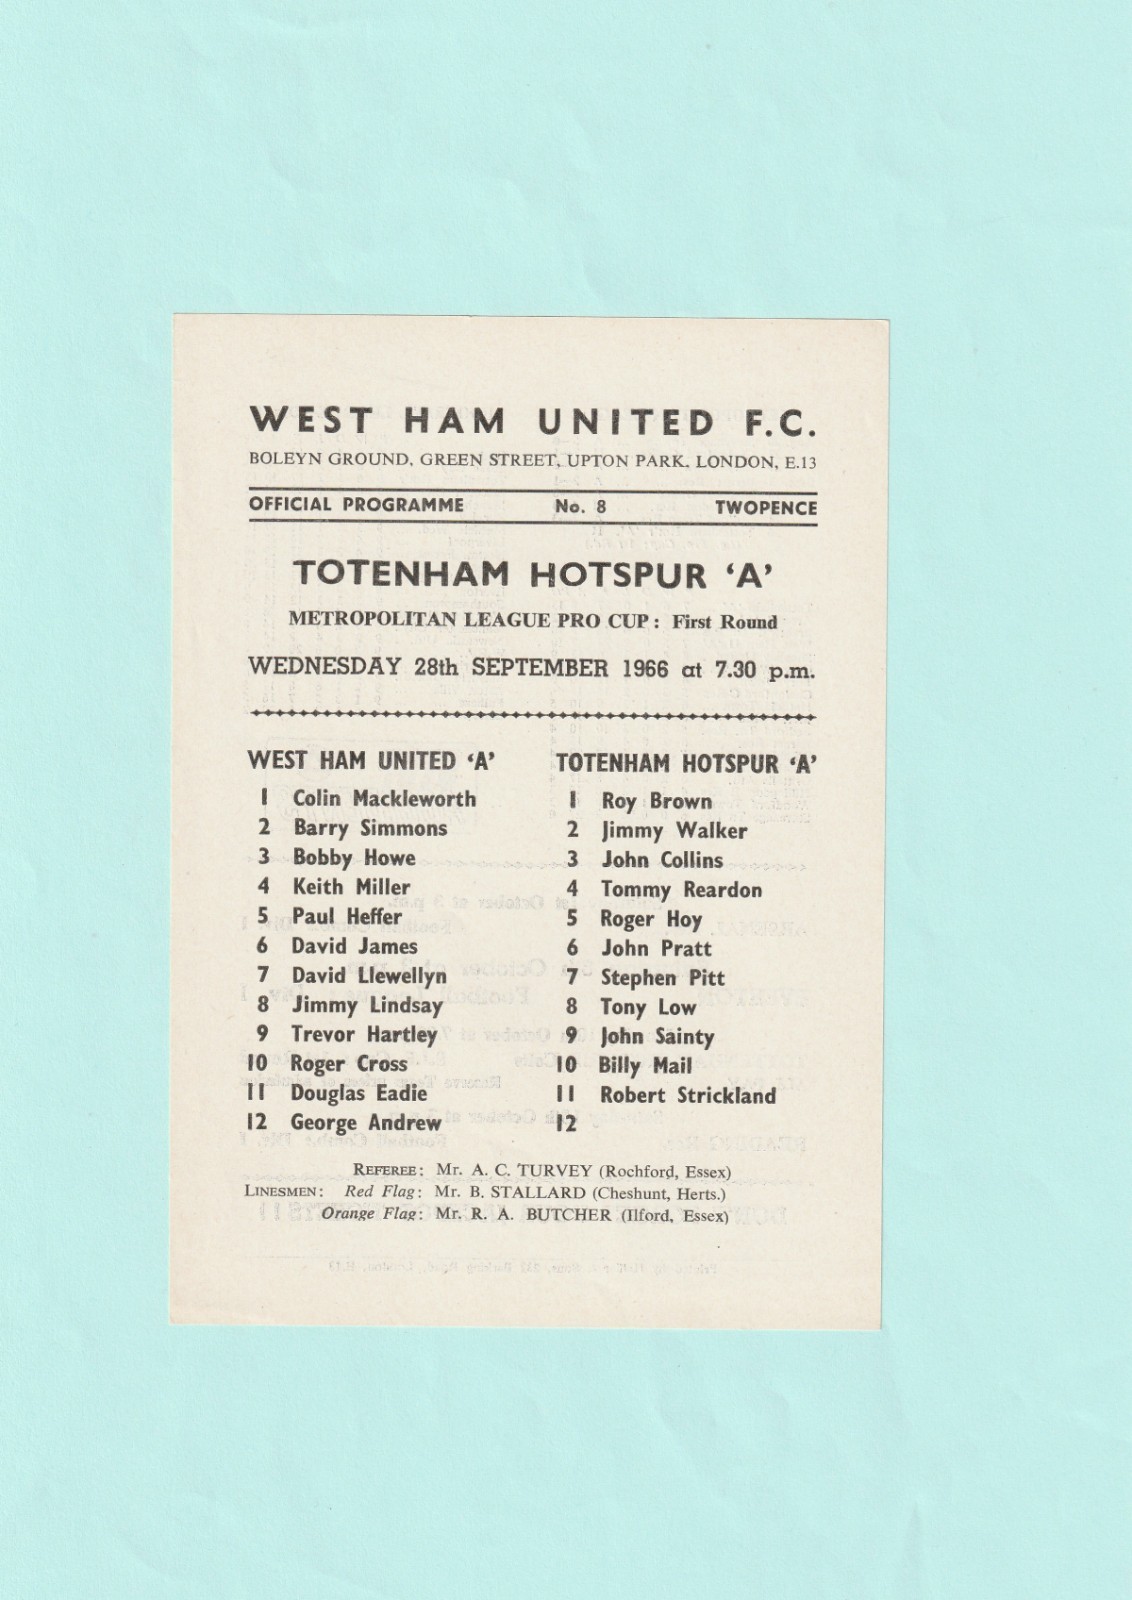 WEST HAM UNITED F.C.
BOLEYN GROUND, GREEN STREET, UPTON PARK. LONDON, E.13
OFFICIAL PROGRAMME No. 8 TWOPENCE
TOTENHAM HOTSPUR ‘A’
METROPOLITAN LEAGUE PRO CUP: First Round
WEDNESDAY 28th SEPTEMBER 1966 at 7.30 p.m.
WEST HAM UNITED ‘A’
1 Colin Mackleworth
2 Barry Simmons
3 Bobby Howe
4 Keith Miller
5 Paul Heffer
6 David James
7 David Llewellyn
8 Jimmy Lindsay
9 Trevor Hartley
10 Roger Cross
11 Douglas Eadie
12 George Andrew
TOTENHAM HOTSPUR ‘A’
1 Roy Brown
2 Jimmy Walker
3 John Collins
4 Tommy Reardon
5 Roger Hoy
6 John Pratt
7 Stephen Pitt
8 Tony Low
9 John Sainty
10 Billy Mail
11 Robert Strickland
12
REFEREE: Mr. A. C. TURVEY (Rochford, Essex)
LINESMEN: Red Flag: Mr. B. STALLARD (Cheshunt, Herts.)
Orange Flag: Mr. R. A. BUTCHER (Ilford, Essex)